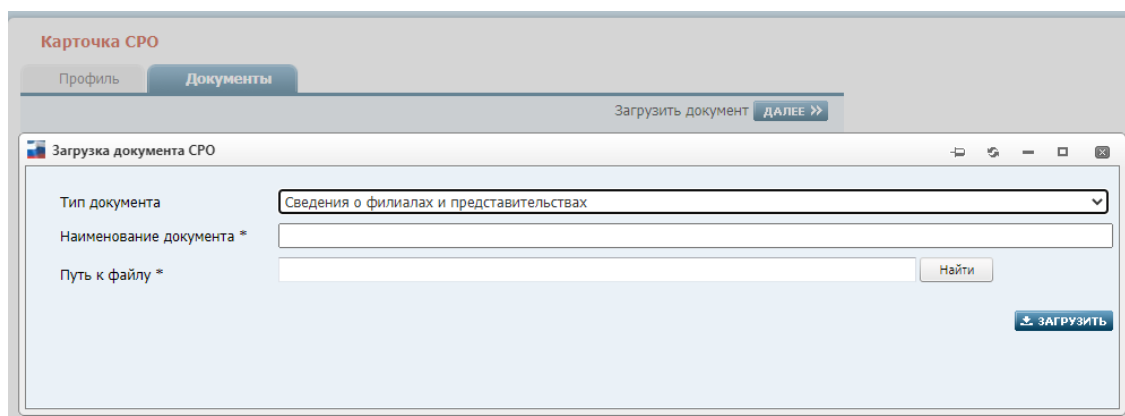 Карточка СРО
Профиль Документы
Загрузить документ ДАЛЕЕ >>
Загрузка документа СРО
Тип документа Сведения о филиалах и представительствах
Наименование документа *
Путь к файлу * Найти
ЗАГРУЗИТЬ